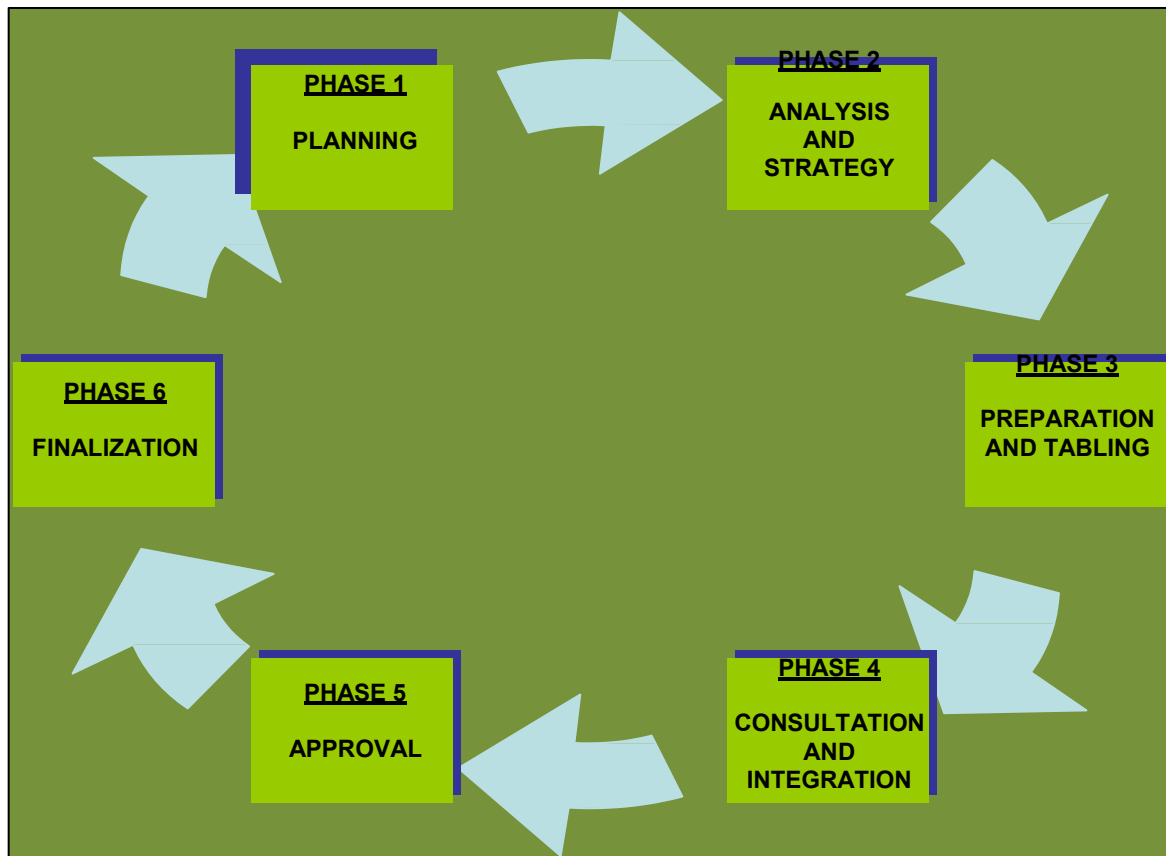 PHASE 1
PLANNING
PHASE 2
ANALYSIS
AND
STRATEGY
PHASE 3
PREPARATION
AND TABLING
PHASE 4
CONSULTATION
AND
INTEGRATION
PHASE 5
APPROVAL
PHASE 6
FINALIZATION